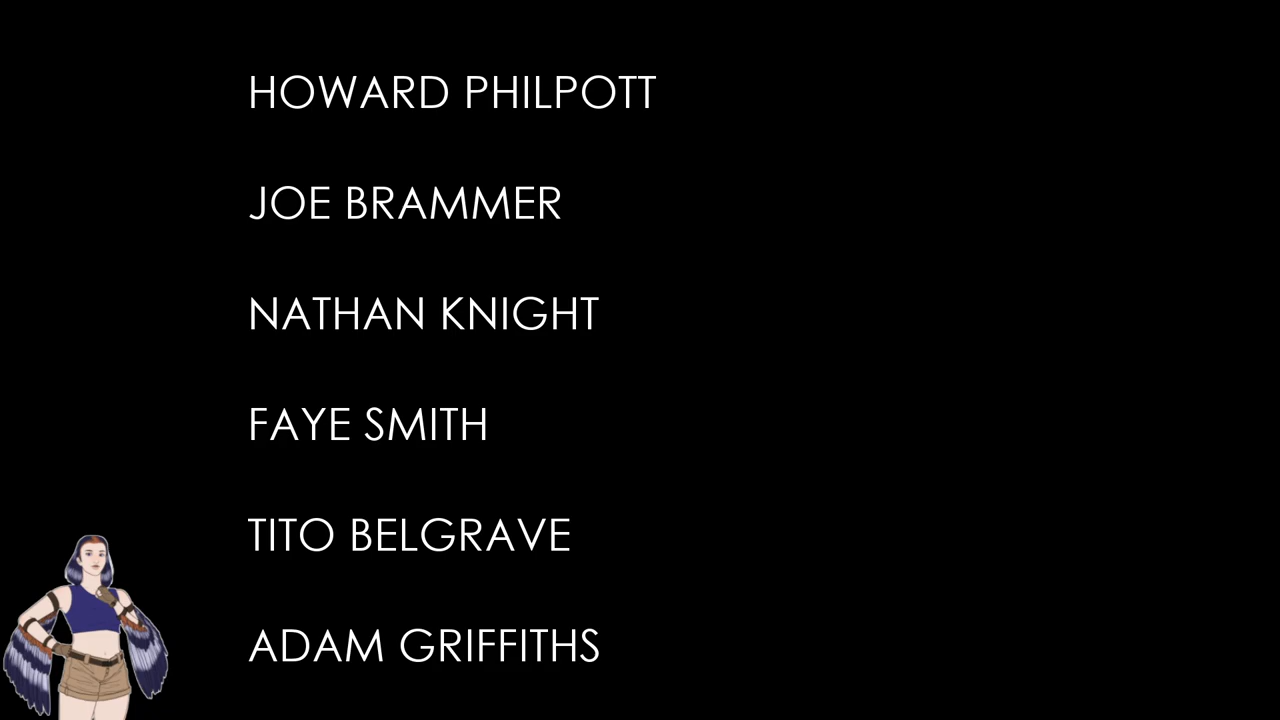 HOWARD PHILPOTT
JOE BRAMMER
NATHAN KNIGHT
FAYE SMITH
TITO BELGRAVE
ADAM GRIFFITHS